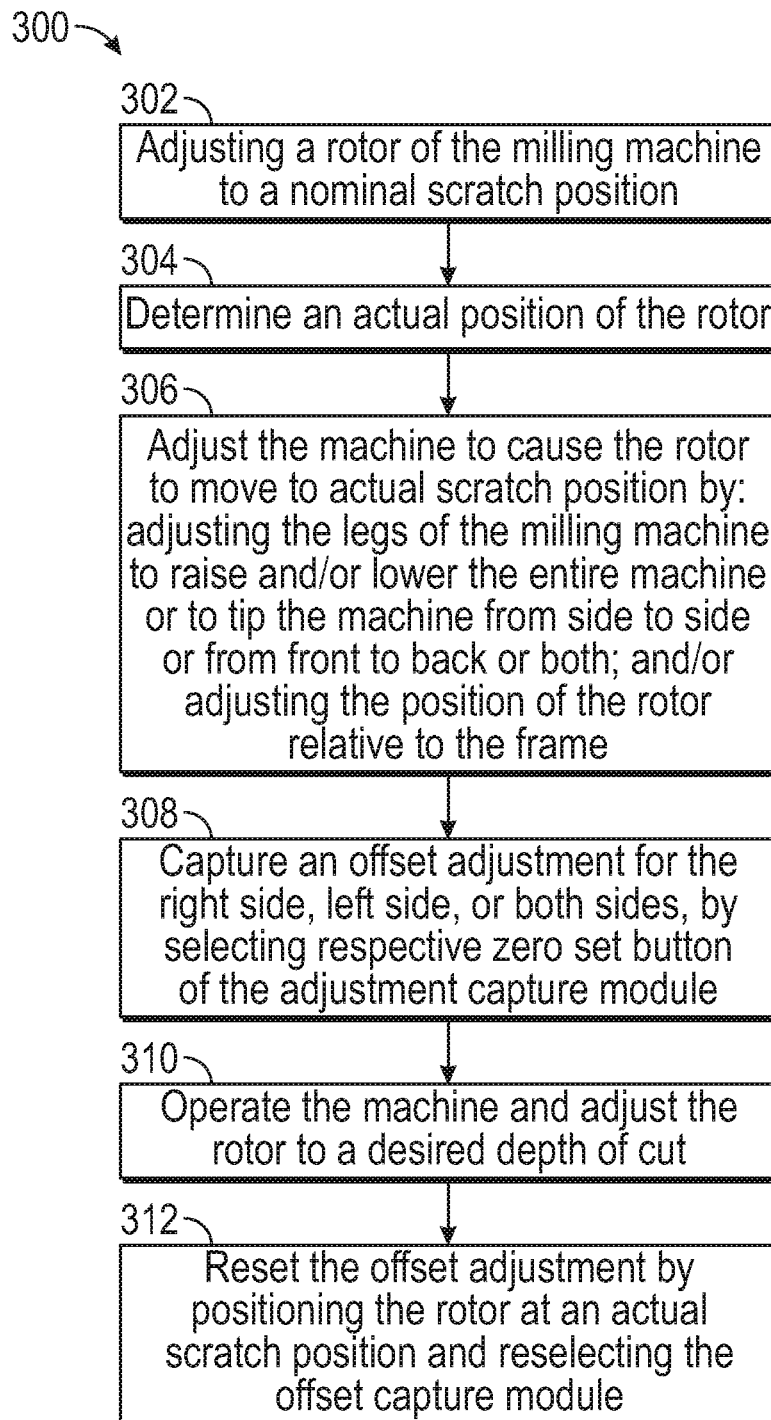 300
302
Adjusting a rotor of the milling machine
to a nominal scratch position
304
Determine an actual position of the rotor
306
Adjust the machine to cause the rotor
to move to actual scratch position by:
adjusting the legs of the milling machine
to raise and/or lower the entire machine
or to tip the machine from side to side
or from front to back or both; and/or
adjusting the position of the rotor
relative to the frame
308
Capture an offset adjustment for the
right side, left side, or both sides, by
selecting respective zero set button
of the adjustment capture module
310
Operate the machine and adjust the
rotor to a desired depth of cut
312
Reset the offset adjustment by
positioning the rotor at an actual
scratch position and reselecting the
offset capture module